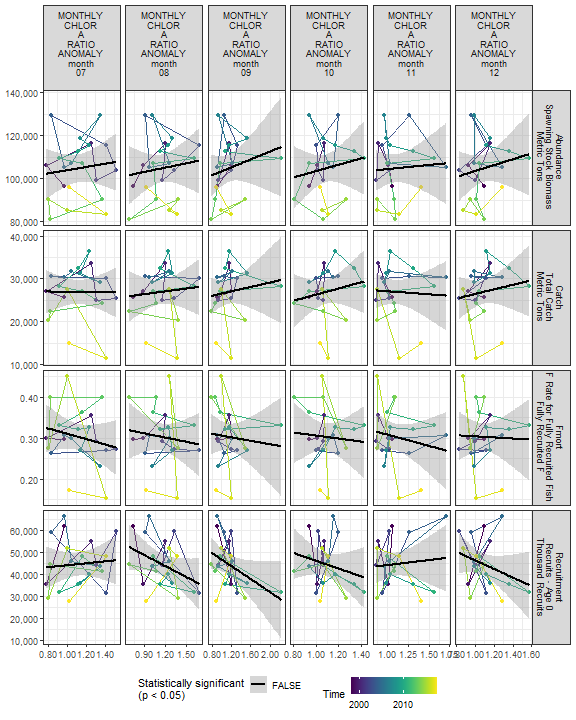 MONTHLY MONTHLY MONTHLY MONTHLY MONTHLY MONTHLY
CHLOR CHLOR CHLOR CHLOR CHLOR CHLOR
A A A A A A
RATIO RATIO RATIO RATIO RATIO RATIO
ANOMALY ANOMALY ANOMALY ANOMALY ANOMALY ANOMALY
month month month month month month
07 08 09 10 11 12
140,000
120,000
100,000
80,000
Abundance
Spawning Stock Biomass
Metric Tons
40,000
30,000
20,000
10,000
Catch
Total Catch
Metric Tons
0.40
0.30
0.20
Fmort
F Rate for Fully Recruited Fish
Fully Recruited F
60,000
50,000
40,000
30,000
20,000
10,000
Recruitment
Recruits - Age 0
Thousand Recruits
0.80 1.00 1.20 1.40 0.90 1.20 1.50 0.80 1.20 1.60 2.00 0.80 1.00 1.20 1.40 1.00 1.25 1.50 1.00 1.20 1.40 1.60
Statistically significant
(p < 0.05)
FALSE
Time
2000 2010